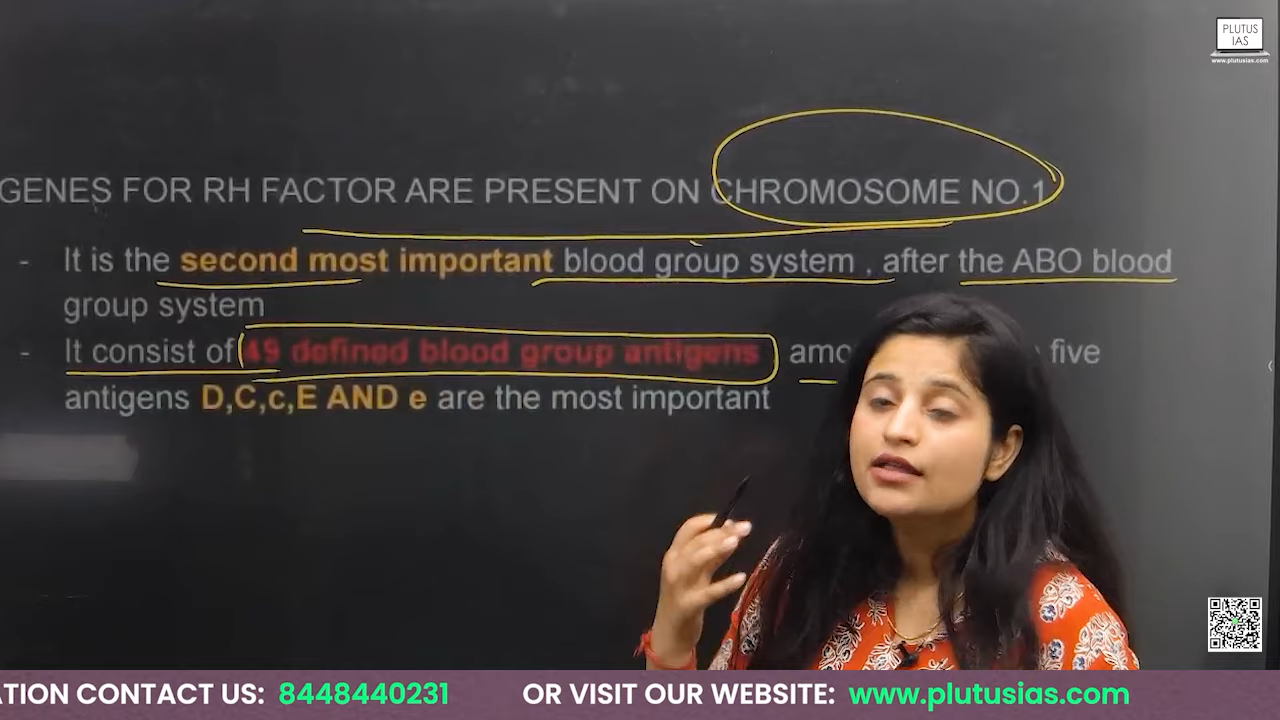 PLUTUS
IAS
www.plutusias.com
GENES FOR RH FACTOR ARE PRESENT ON CHROMOSOME NO.1
- It is the second most important blood group system , after the ABO blood
group system
- It consist of 49 defined blood group antigens five
antigens D,C,c,E AND e are the most important
ATION CONTACT US: 8448440231 OR VISIT OUR WEBSITE: www.plutusias.com